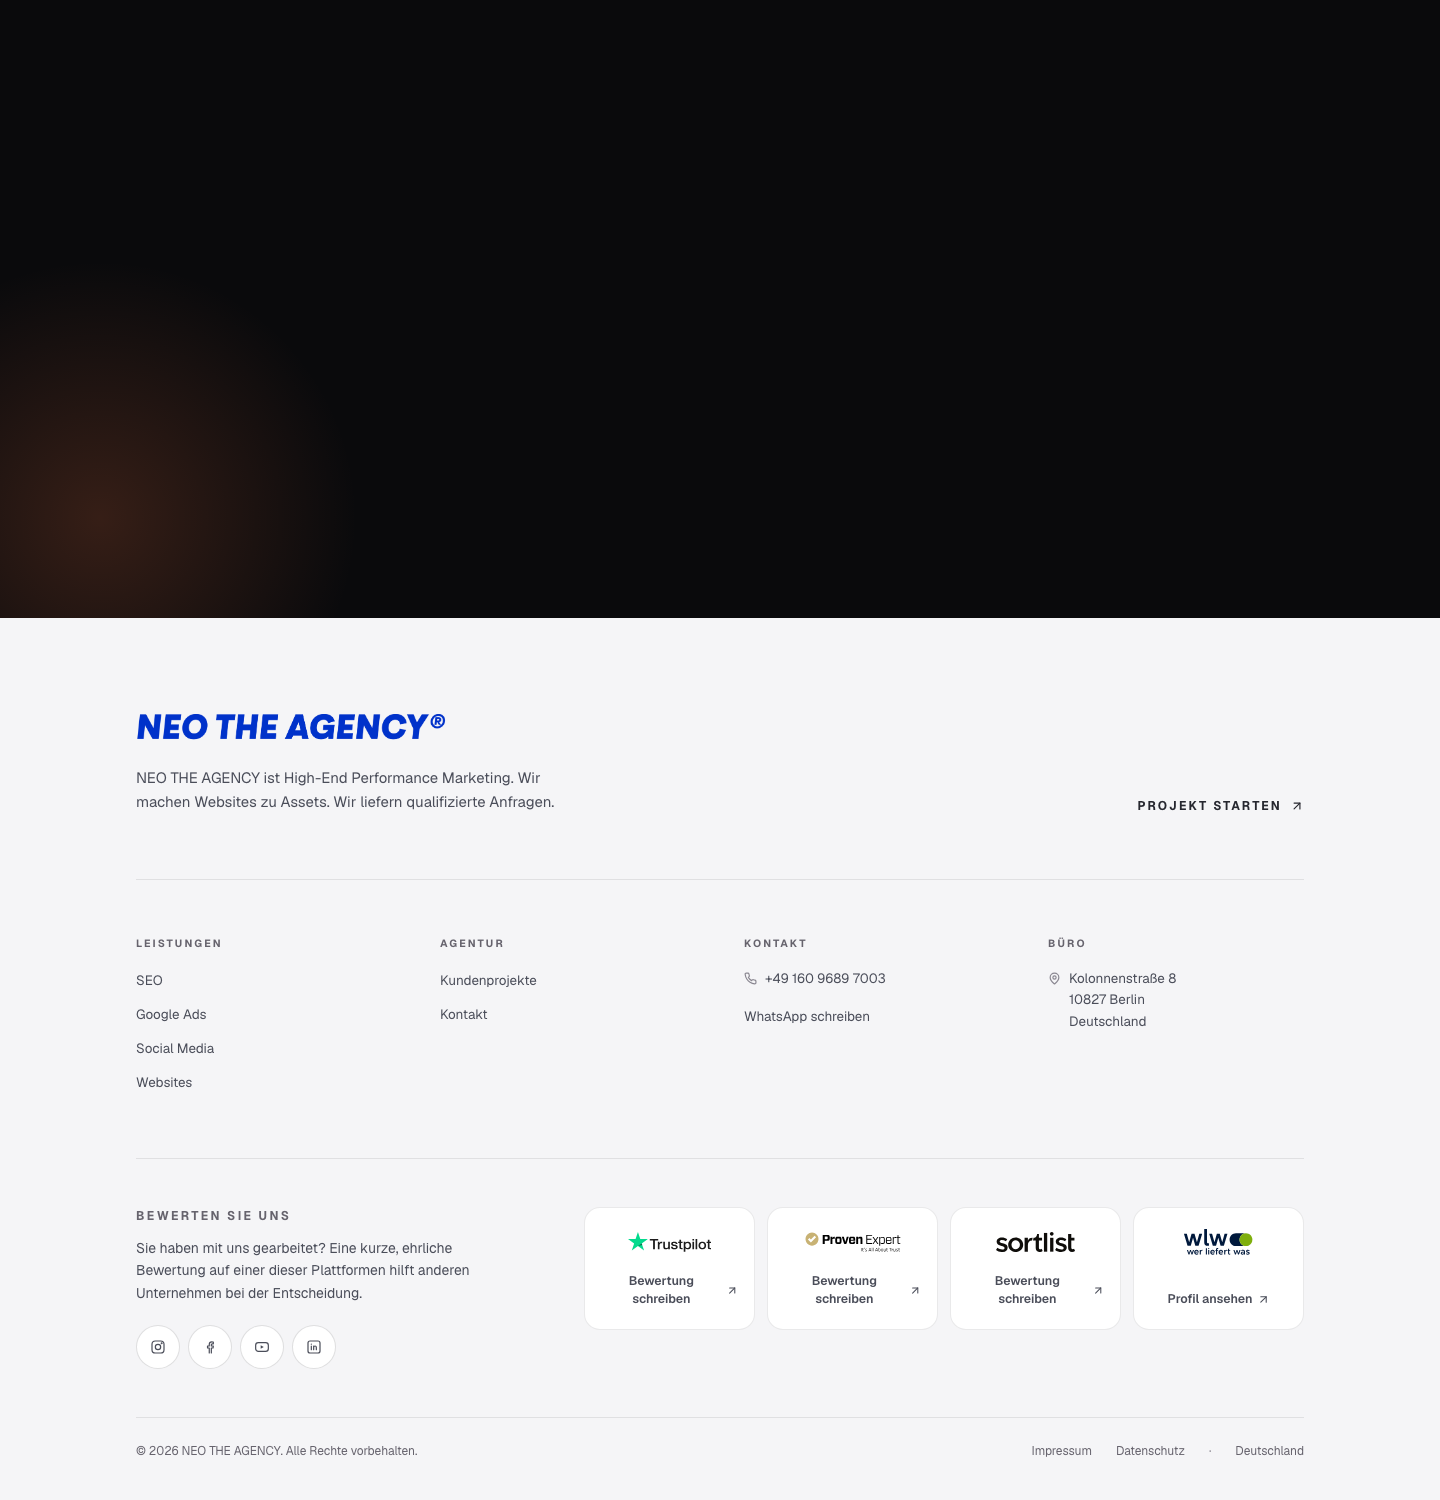 NEO THE AGENCY®
NEO THE AGENCY ist High-End Performance Marketing. Wir
machen Websites zu Assets. Wir liefern qualifizierte Anfragen.
PROJEKT STARTEN
LEISTUNGEN
SEO
Google Ads
Social Media
Websites
AGENTUR
Kundenprojekte
Kontakt
KONTAKT
+49 160 9689 7003
WhatsApp schreiben
BÜRO
Kolonnenstraße 8
10827 Berlin
Deutschland
BEWERTEN SIE UNS
Sie haben mit uns gearbeitet? Eine kurze, ehrliche
Bewertung auf einer dieser Plattformen hilft anderen
Unternehmen bei der Entscheidung.
Trustpilot
Bewertung
schreiben
Proven Expert
It's All About Trust
Bewertung
schreiben
sortlist
Bewertung
schreiben
wlw
wer liefert was
Profil ansehen
© 2026 NEO THE AGENCY. Alle Rechte vorbehalten.
Impressum Datenschutz · Deutschland